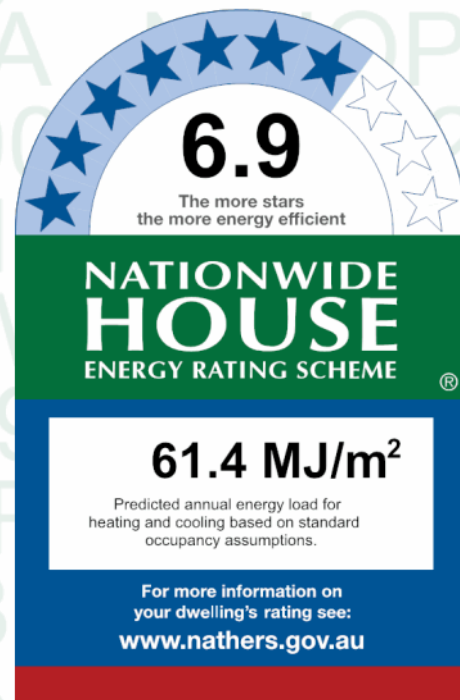 6.9
The more stars
the more energy efficient
NATIONWIDE
HOUSE
ENERGY RATING SCHEME
®
61.4 MJ/m²
Predicted annual energy load for
heating and cooling based on standard
occupancy assumptions.
For more information on
your dwelling's rating see:
www.nathers.gov.au